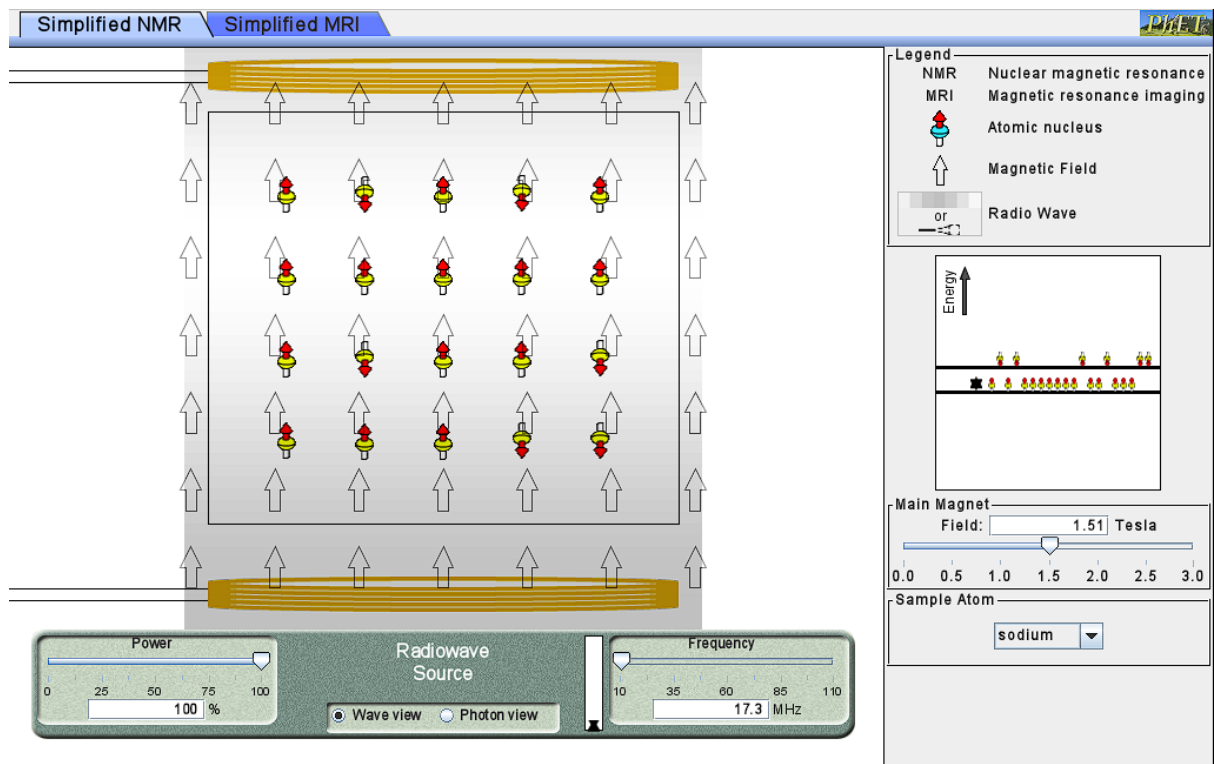 Simplified NMR
Simplified MRI
PhET
Legend
NMR Nuclear magnetic resonance
MRI Magnetic resonance imaging
Atomic nucleus
Magnetic Field
or
Radio Wave
Energy
Main Magnet
Field: 1.51 Tesla
0.0 0.5 1.0 1.5 2.0 2.5 3.0
Sample Atom
sodium
Power
0 25 50 75 100
100 %
Radiowave
Source
Wave view Photon view
Frequency
10 35 60 85 110
17.3 MHz